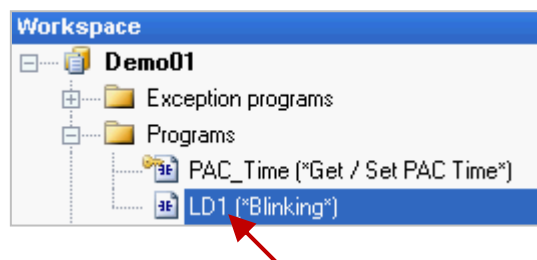 Workspace
Demo01
Exception programs
Programs
PAC_Time (*Get / Set PAC Time*)
LD1 (*Blinking*)